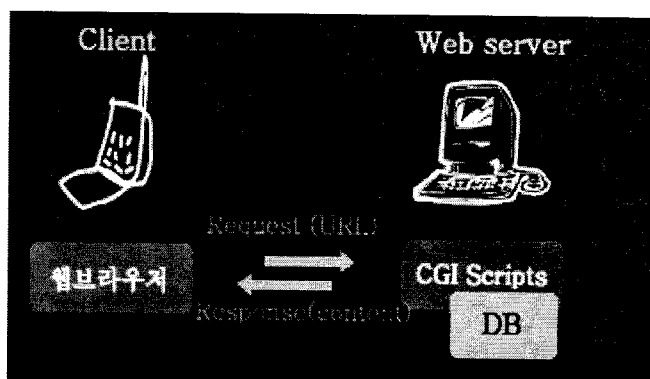 Client
Web server
Request (URL)
웹브라우저
CGI Scripts
Response(content)
DB